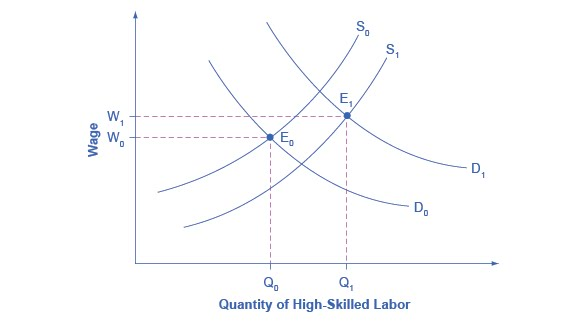 S₀
S₁
E₁
W₁
W₀
E₀
Wage
D₁
D₀
Q₀
Q₁
Quantity of High-Skilled Labor